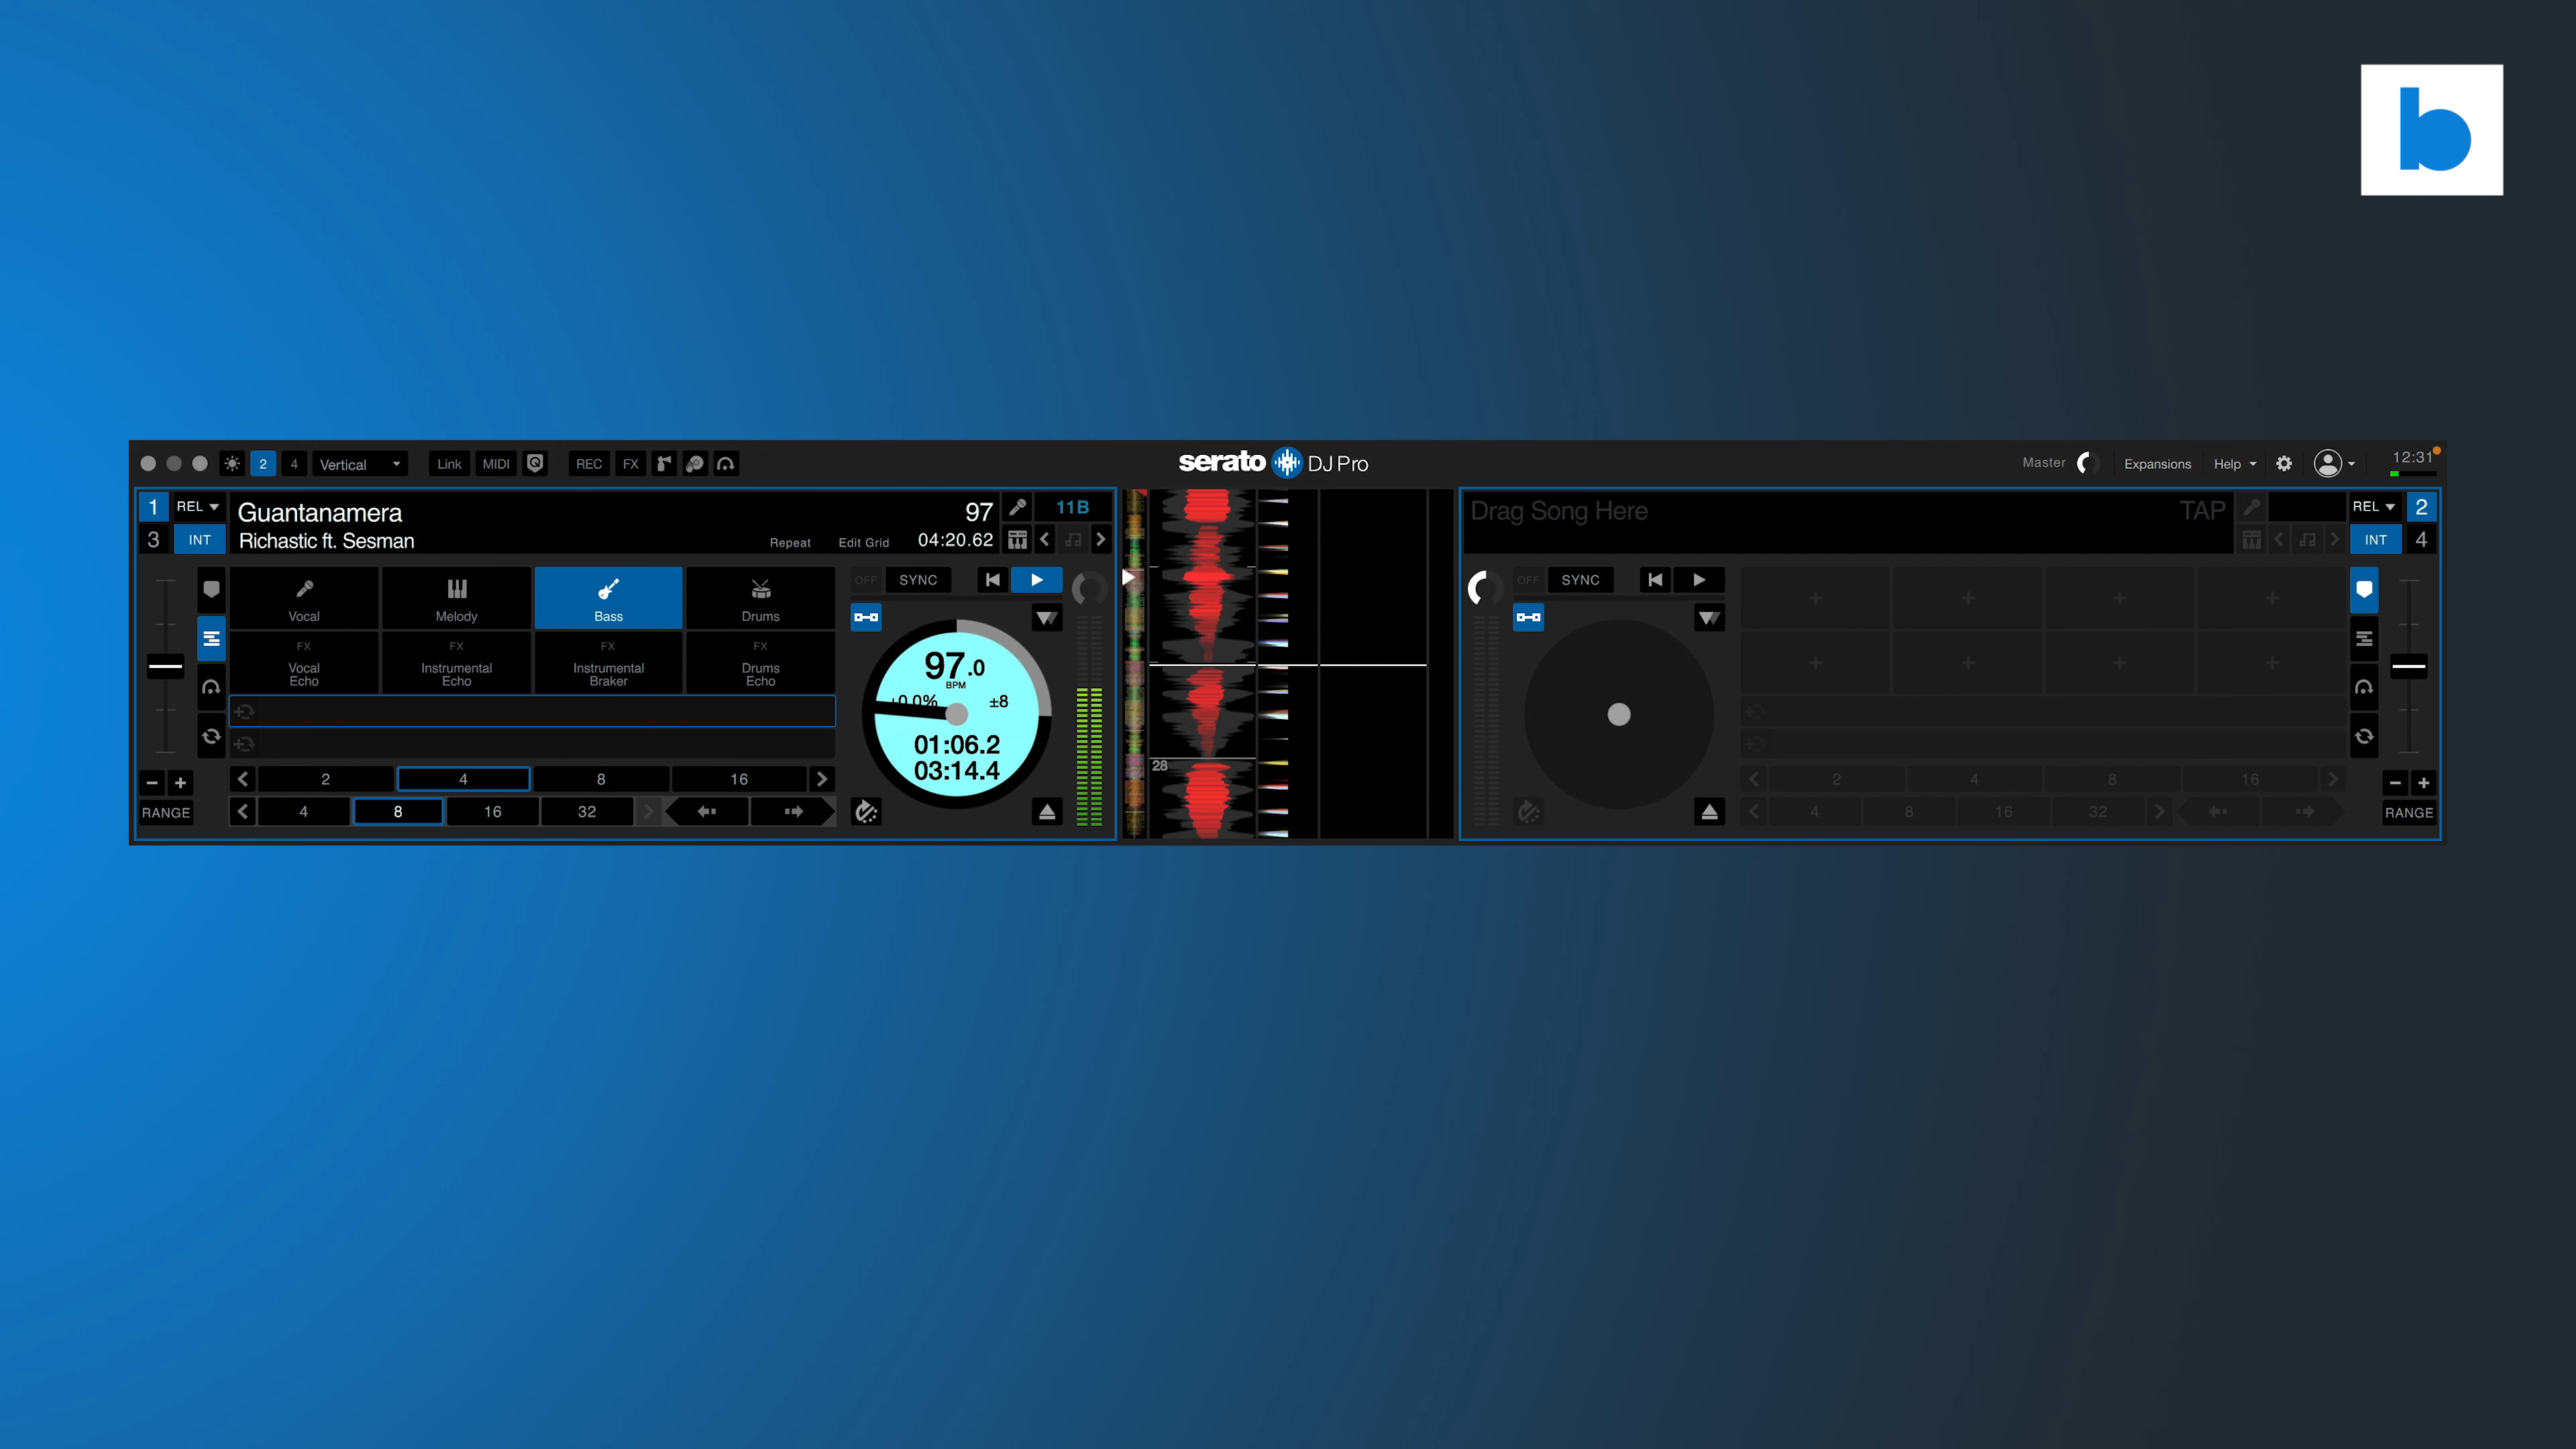 b
2 4 Vertical Link MIDI REC FX serato DJ Pro Master Expansions Help 12:31
1 REL Guantanamera 97 11B
3 INT Richastic ft. Sesman Repeat Edit Grid 04:20.62
Vocal Melody Bass Drums
OFF SYNC
FX FX FX FX
Vocal Echo Instrumental Echo Instrumental Braker Drums Echo
97.0
BPM
±0.0% ±8
01:06.2
03:14.4
2 4 8 16
RANGE 4 8 16 32
28
Drag Song Here TAP REL 2
INT 4
OFF SYNC
2 4 8 16
4 8 16 32 RANGE